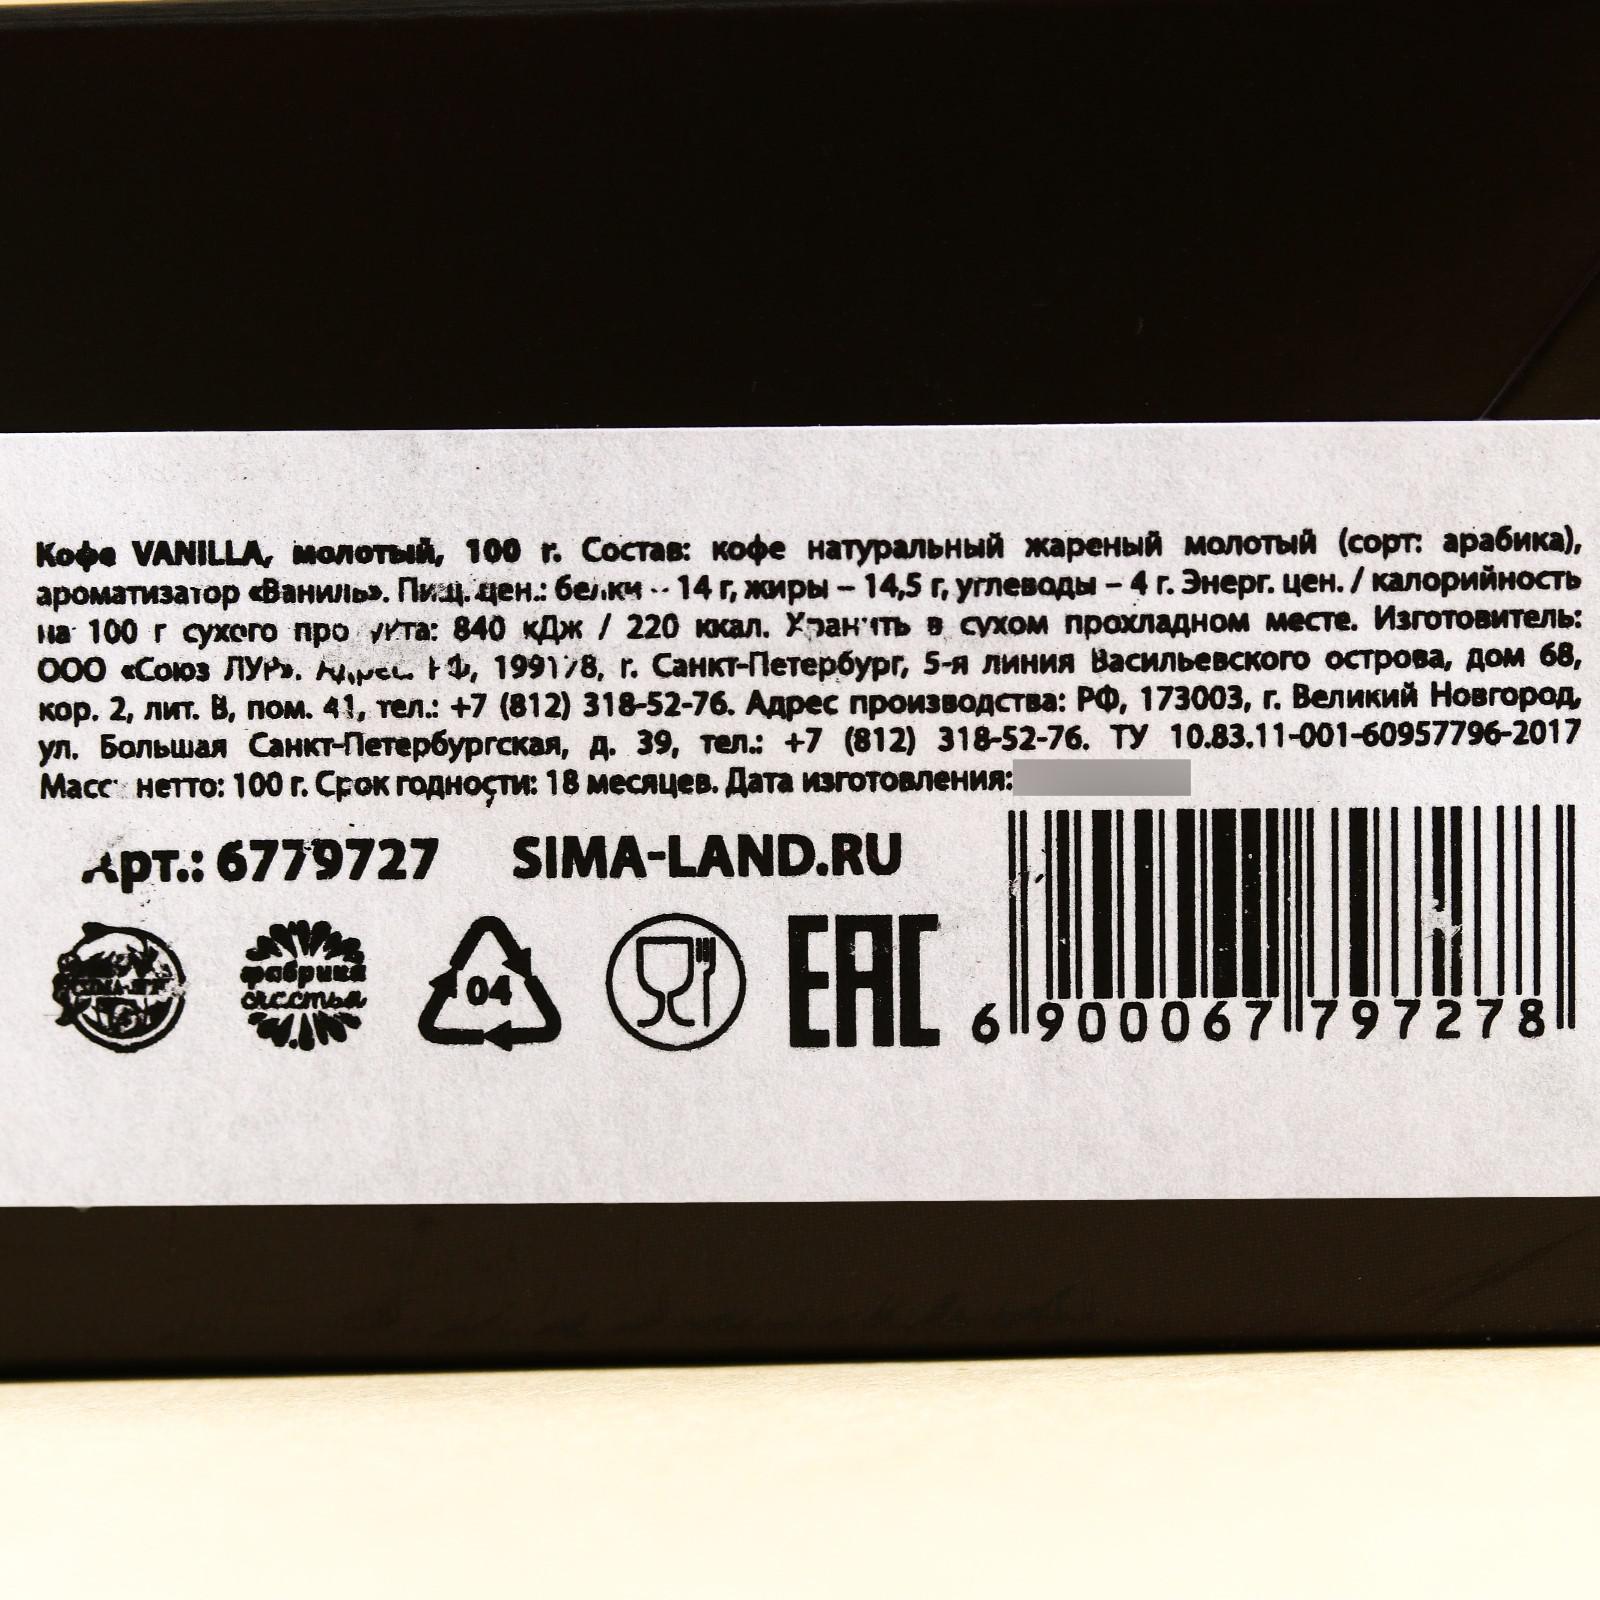 Кофе VANILLA, молотый, 100 г. Состав: кофе натуральный жареный молотый (сорт: арабика),
ароматизатор «Ваниль». Пищ. цен.: белки - 14 г, жиры – 14,5 г, углеводы – 4 г. Энерг. цен. / калорийность
на 100 г сухого продукта: 840 кДж / 220 ккал. Хранить в сухом прохладном месте. Изготовитель:
ООО «Союз ЛУР». Адрес: РФ, 199178, г. Санкт-Петербург, 5-я линия Васильевского острова, дом 68,
кор. 2, лит. В, пом. 41, тел.: +7 (812) 318-52-76. Адрес производства: РФ, 173003, г. Великий Новгород,
ул. Большая Санкт-Петербургская, д. 39, тел.: +7 (812) 318-52-76. ТУ 10.83.11-001-60957796-2017
Масса нетто: 100 г. Срок годности: 18 месяцев. Дата изготовления:
Арт.: 6779727 SIMA-LAND.RU
фабрика
счастья
04
EAC
6 900067 797278